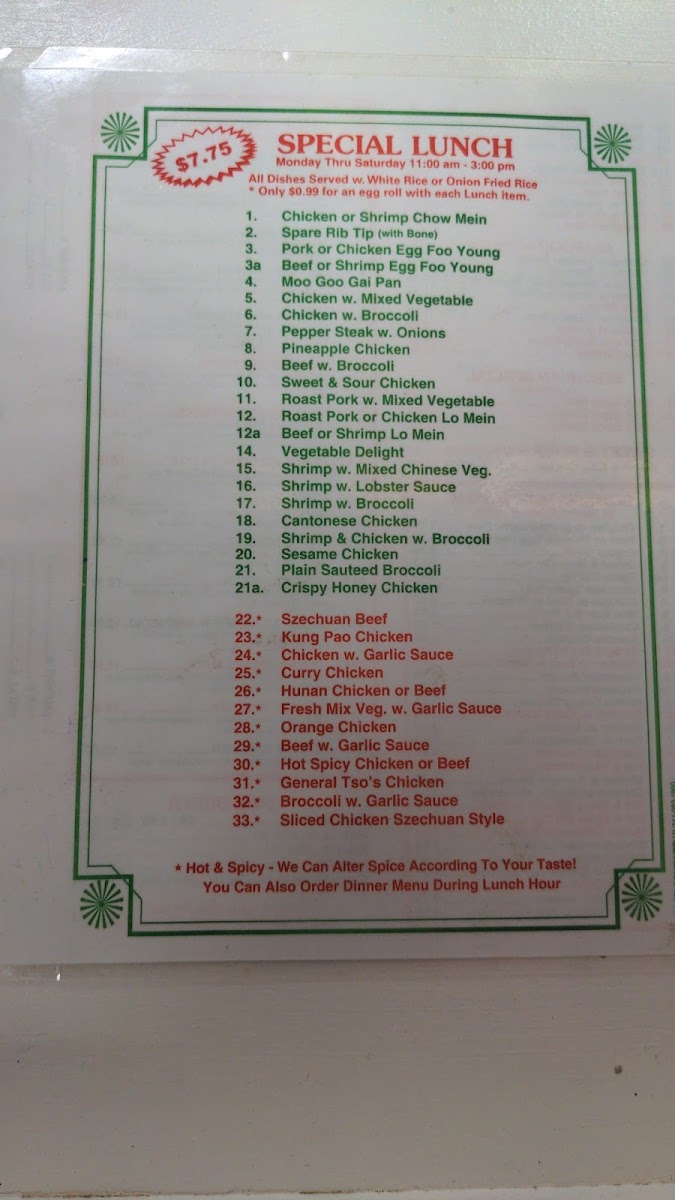 $7.75
SPECIAL LUNCH
Monday Thru Saturday 11:00 am - 3:00 pm
All Dishes Served w. White Rice or Onion Fried Rice
* Only $0.99 for an egg roll with each Lunch item.
1. Chicken or Shrimp Chow Mein
2. Spare Rib Tip (with Bone)
3. Pork or Chicken Egg Foo Young
3a Beef or Shrimp Egg Foo Young
4. Moo Goo Gai Pan
5. Chicken w. Mixed Vegetable
6. Chicken w. Broccoli
7. Pepper Steak w. Onions
8. Pineapple Chicken
9. Beef w. Broccoli
10. Sweet & Sour Chicken
11. Roast Pork w. Mixed Vegetable
12. Roast Pork or Chicken Lo Mein
12a Beef or Shrimp Lo Mein
14. Vegetable Delight
15. Shrimp w. Mixed Chinese Veg.
16. Shrimp w. Lobster Sauce
17. Shrimp w. Broccoli
18. Cantonese Chicken
19. Shrimp & Chicken w. Broccoli
20. Sesame Chicken
21. Plain Sauteed Broccoli
21a. Crispy Honey Chicken
22.* Szechuan Beef
23.* Kung Pao Chicken
24.* Chicken w. Garlic Sauce
25.* Curry Chicken
26.* Hunan Chicken or Beef
27.* Fresh Mix Veg. w. Garlic Sauce
28.* Orange Chicken
29.* Beef w. Garlic Sauce
30.* Hot Spicy Chicken or Beef
31.* General Tso's Chicken
32.* Broccoli w. Garlic Sauce
33.* Sliced Chicken Szechuan Style
* Hot & Spicy - We Can Alter Spice According To Your Taste!
You Can Also Order Dinner Menu During Lunch Hour